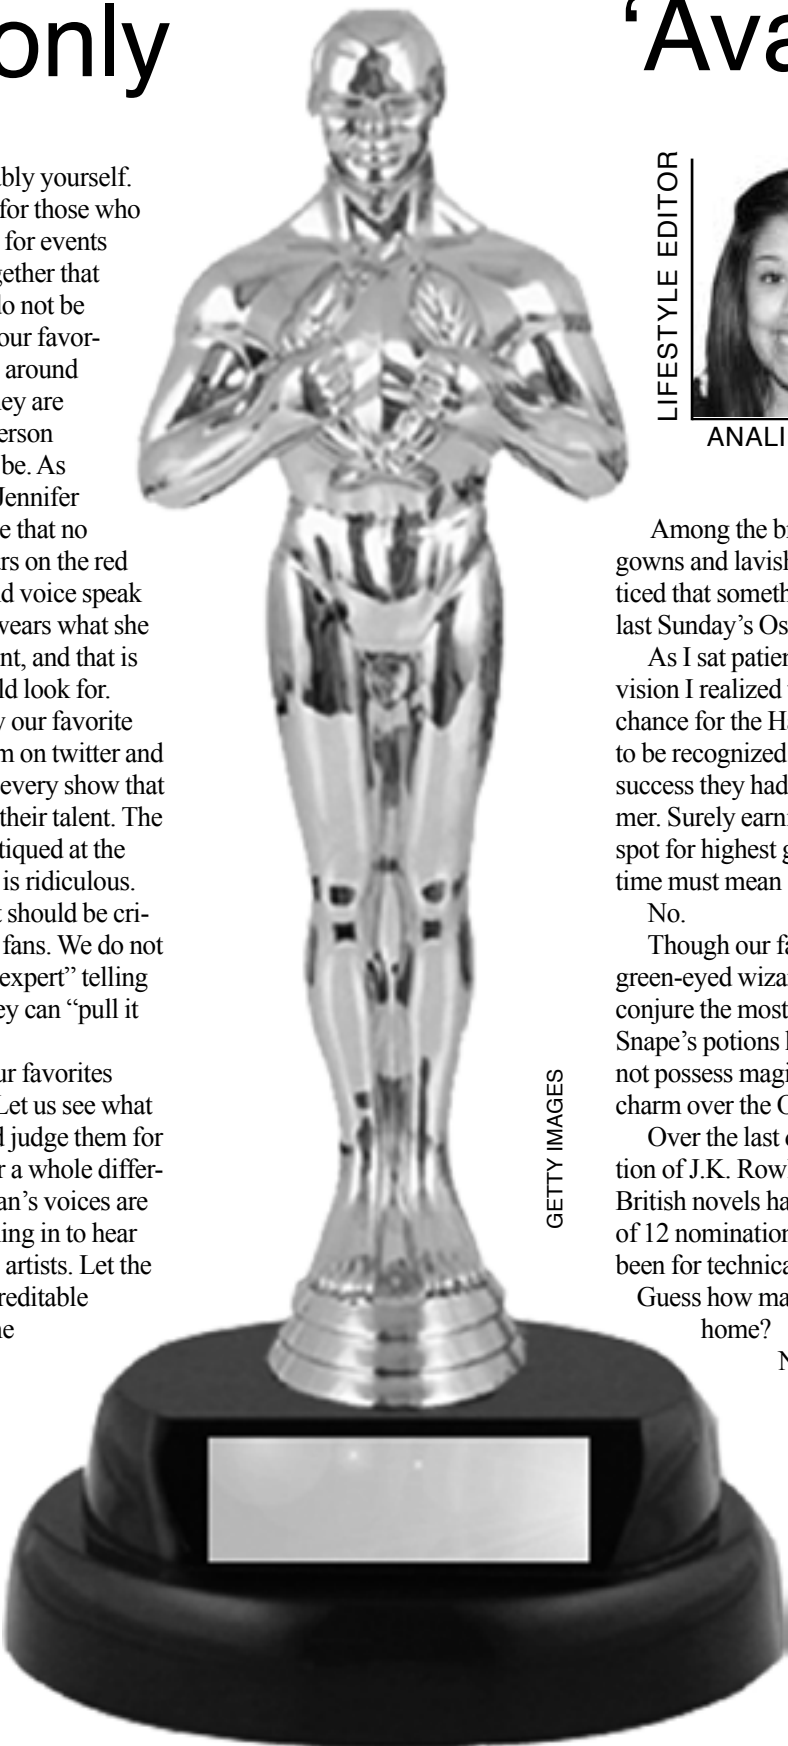 only
ably yourself.
for those who
for events
gether that
do not be
our favor-
around
ey are
erson
be. As
Jennifer
e that no
rs on the red
d voice speak
wears what she
nt, and that is
ld look for.
y our favorite
m on twitter and
every show that
their talent. The
tiqued at the
is ridiculous.
t should be cri-
fans. We do not
expert” telling
ey can “pull it
ur favorites
Let us see what
d judge them for
r a whole differ-
an’s voices are
ing in to hear
artists. Let the
reditable
ne
GETTY IMAGES
‘Ava
LIFESTYLE EDITOR
ANALI
Among the b
gowns and lavish
ticed that someth
last Sunday’s Os
As I sat patien
vision I realized
chance for the Ha
to be recognized
success they had
mer. Surely earni
spot for highest g
time must mean
No.
Though our fa
green-eyed wiza
conjure the most
Snape’s potions l
not possess magi
charm over the O
Over the last
tion of J.K. Rowl
British novels ha
of 12 nomination
been for technica
Guess how ma
home?
N